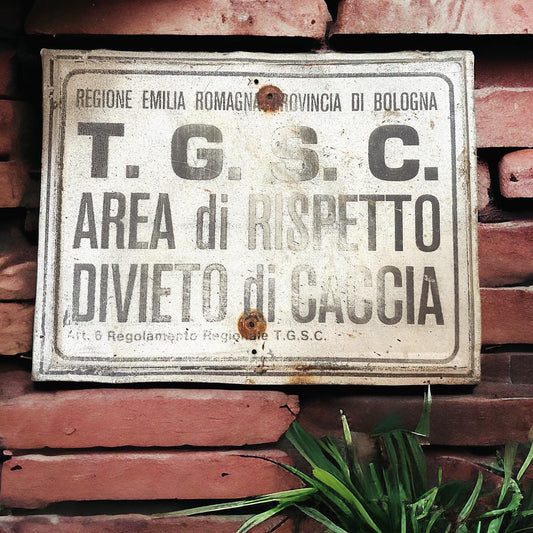 REGIONE EMILIA ROMAGNA PROVINCIA DI BOLOGNA
T. G. S. C.
AREA di RISPETTO
DIVIETO di CACCIA
Art. 6 Regolamento Regionale T.G.S.C.